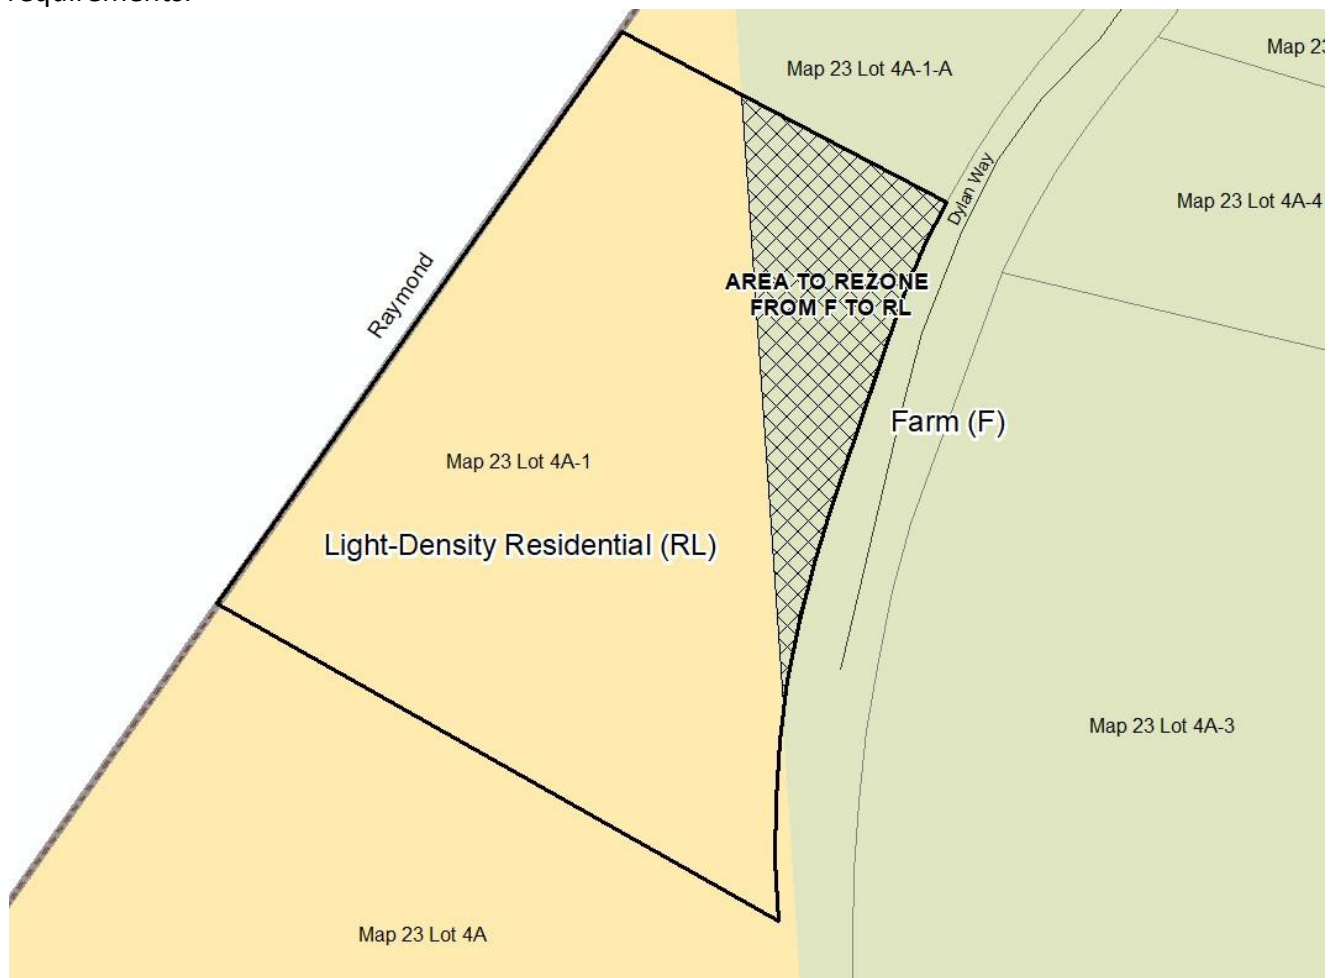 requirements.
Map 23
Map 23 Lot 4A-1-A
Dylan Way
Map 23 Lot 4A-4
Raymond
AREA TO REZONE
FROM F TO RL
Farm (F)
Map 23 Lot 4A-1
Light-Density Residential (RL)
Map 23 Lot 4A-3
Map 23 Lot 4A